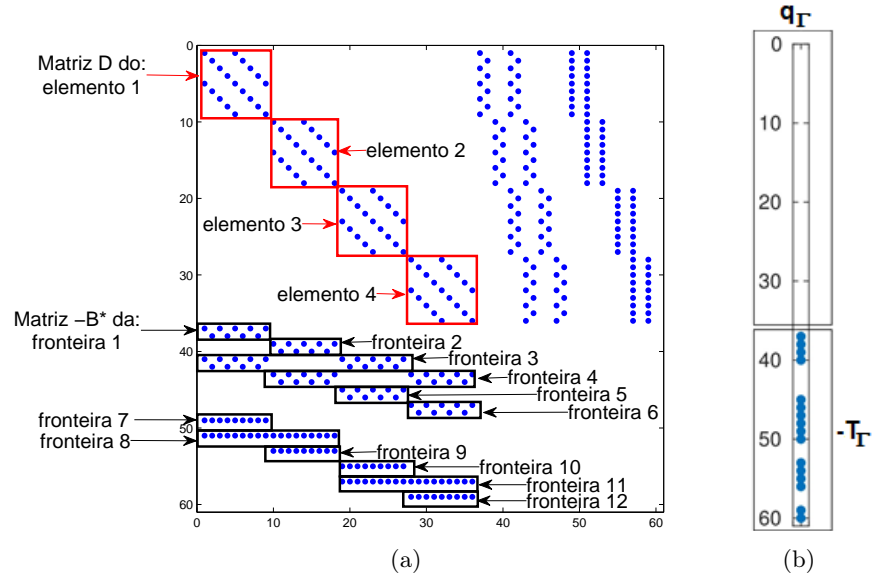 Matriz D do:
elemento 1
elemento 2
elemento 3
elemento 4
Matriz −B* da:
fronteira 1
fronteira 2
fronteira 3
fronteira 4
fronteira 5
fronteira 6
fronteira 7
fronteira 8
fronteira 9
fronteira 10
fronteira 11
fronteira 12
0
10
20
30
40
50
60
0 10 20 30 40 50 60
(a)
qΓ
0
10
20
30
40
50
60
-TΓ
(b)